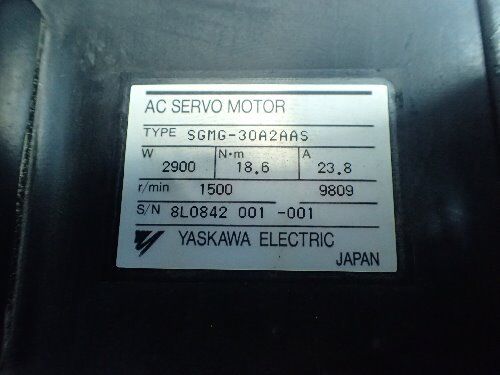 AC SERVO MOTOR
TYPE SGMG-30A2AAS
W N·m A
2900 18.6 23.8
r/min 1500 9809
S/N 8L0842 001 -001
YASKAWA ELECTRIC
JAPAN